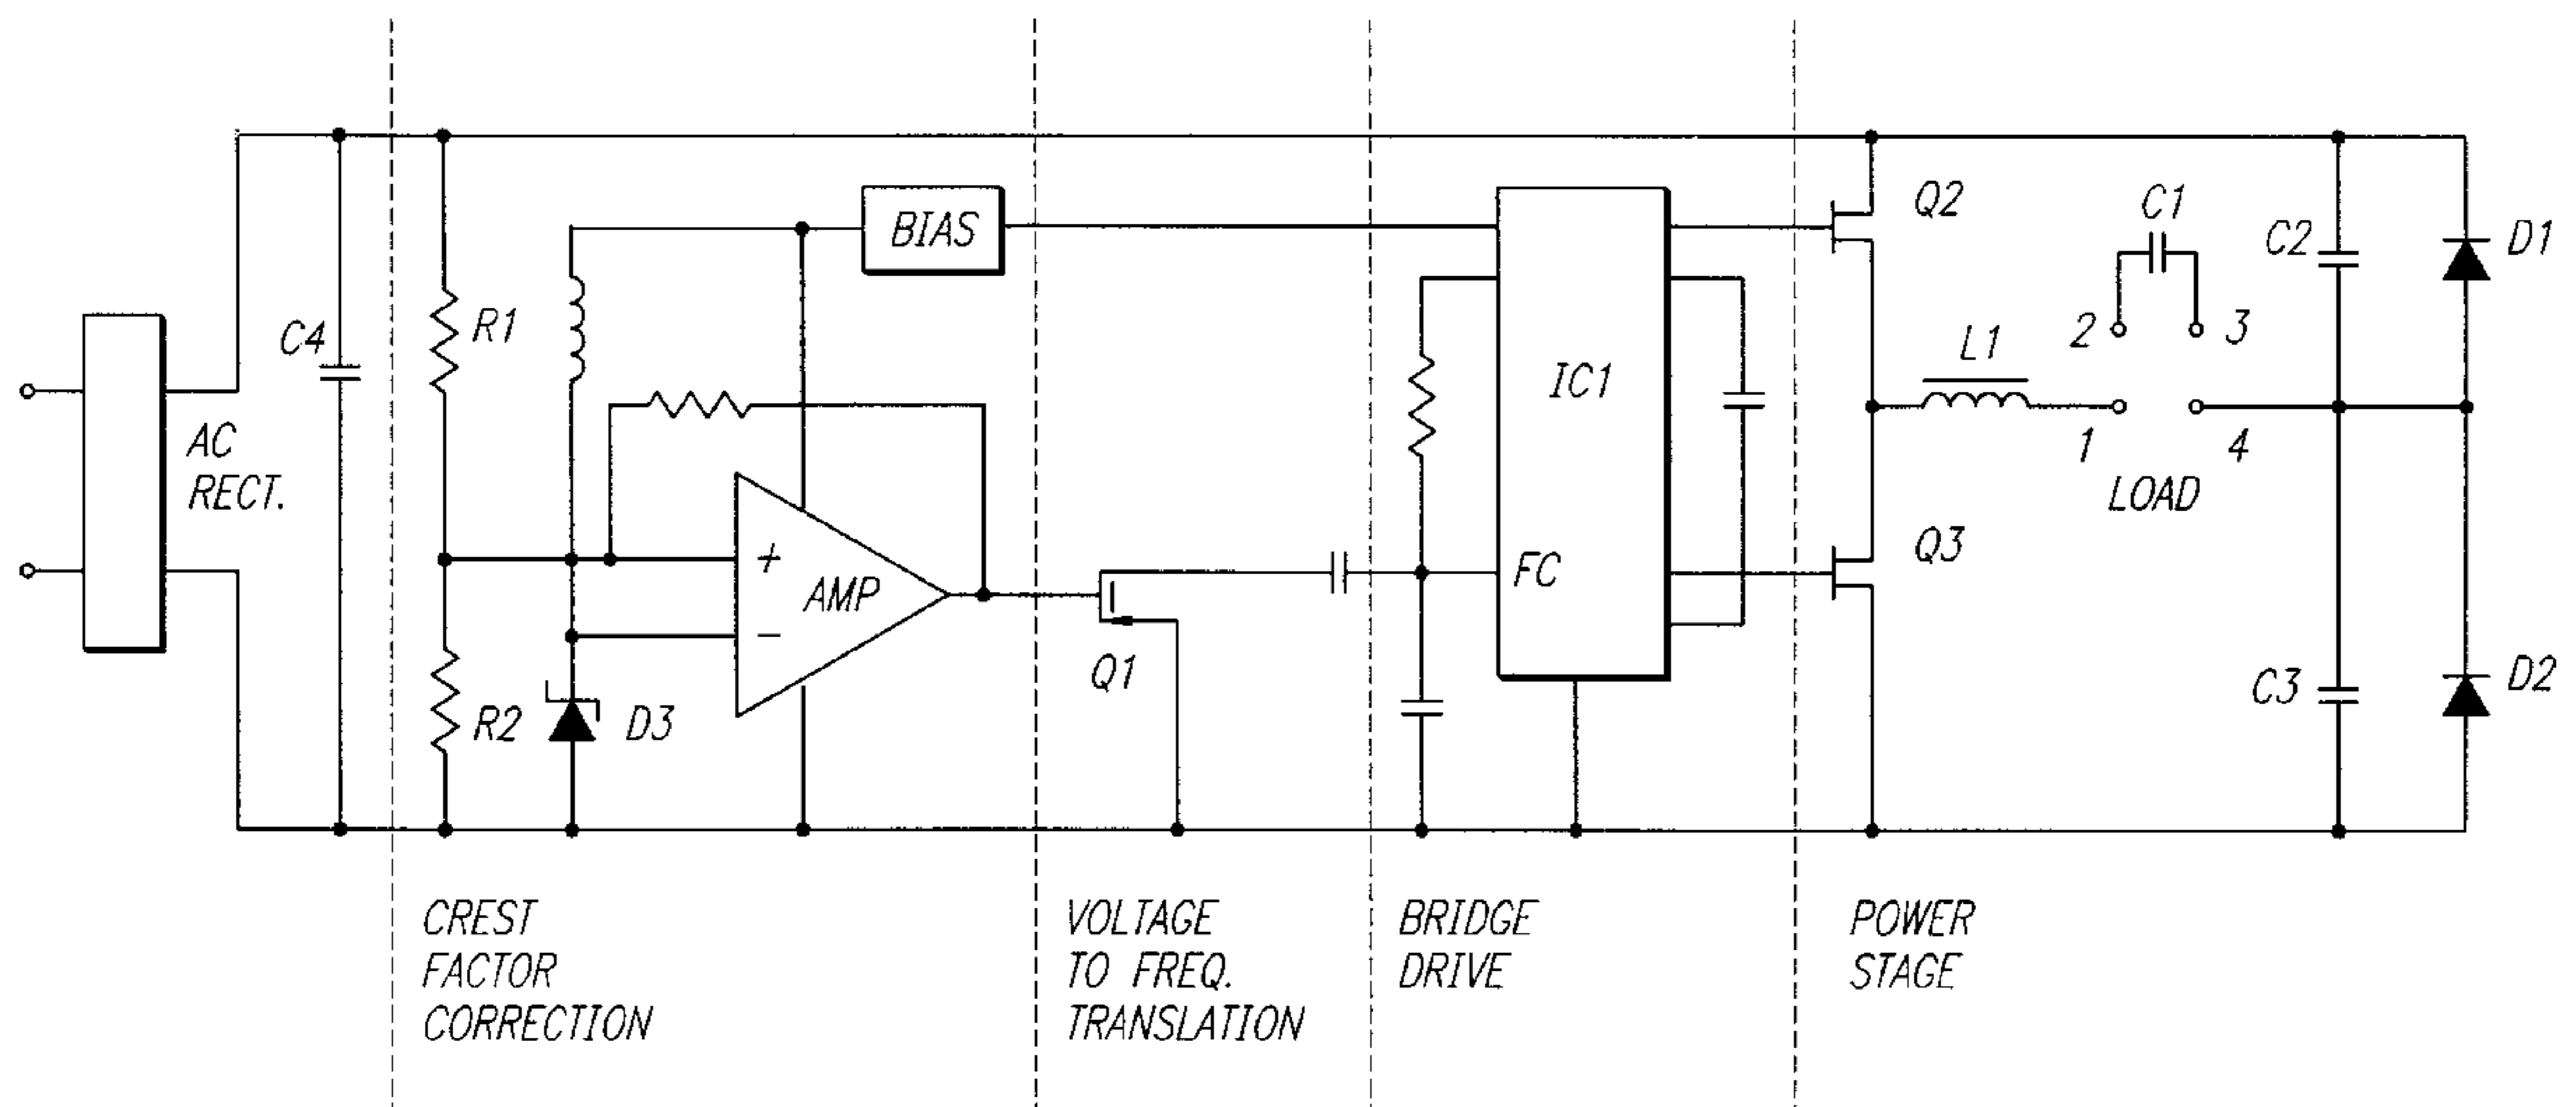 Q2
C1
BIAS
C2
D1
C4
R1
2
3
L1
IC1
AC
RECT.
1
4
LOAD
+
Q3
FC
AMP
−
Q1
R2
D3
C3
D2
CREST
FACTOR
CORRECTION
VOLTAGE
TO FREQ.
TRANSLATION
BRIDGE
DRIVE
POWER
STAGE